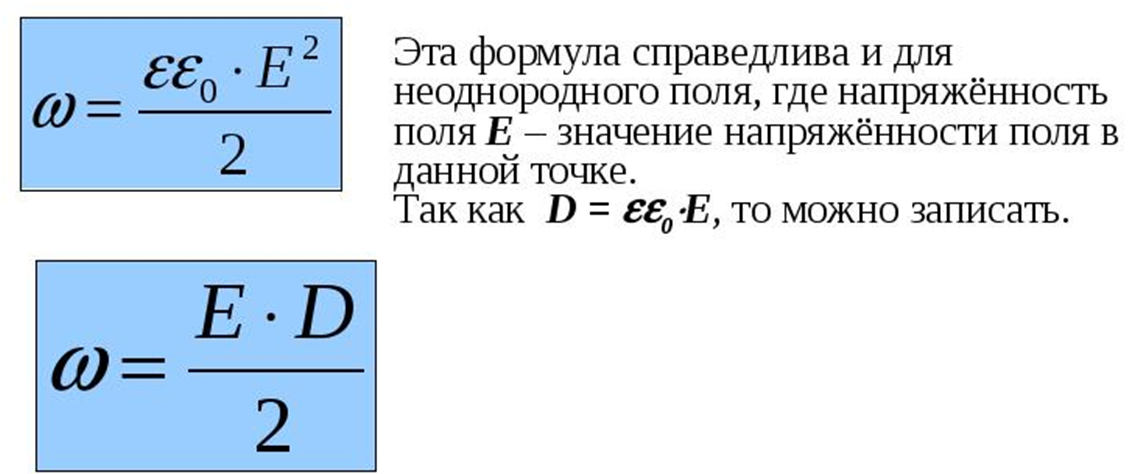 ω = εε₀ · E² / 2
Эта формула справедлива и для
неоднородного поля, где напряжённость
поля E – значение напряжённости поля в
данной точке.
Так как D = εε₀·E, то можно записать.
ω = E · D / 2